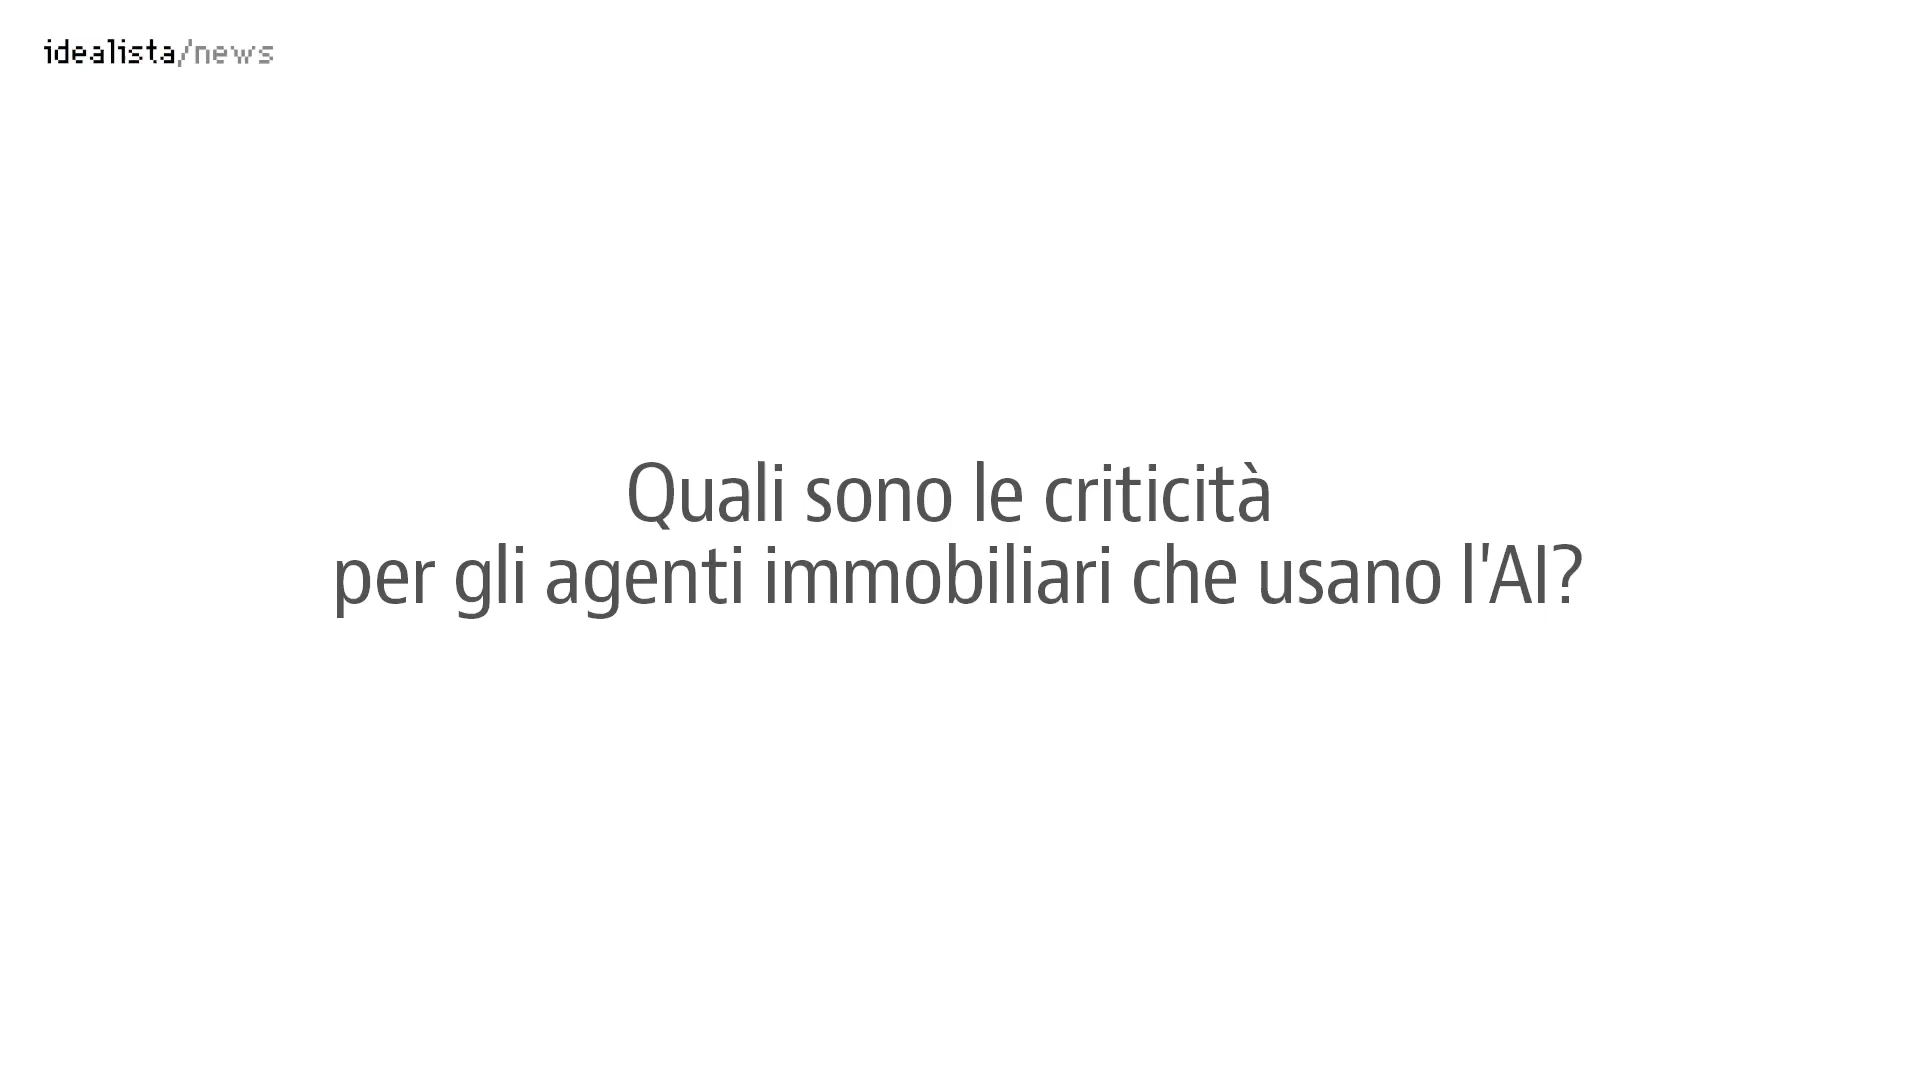 idealista/news
Quali sono le criticità
per gli agenti immobiliari che usano l'AI?